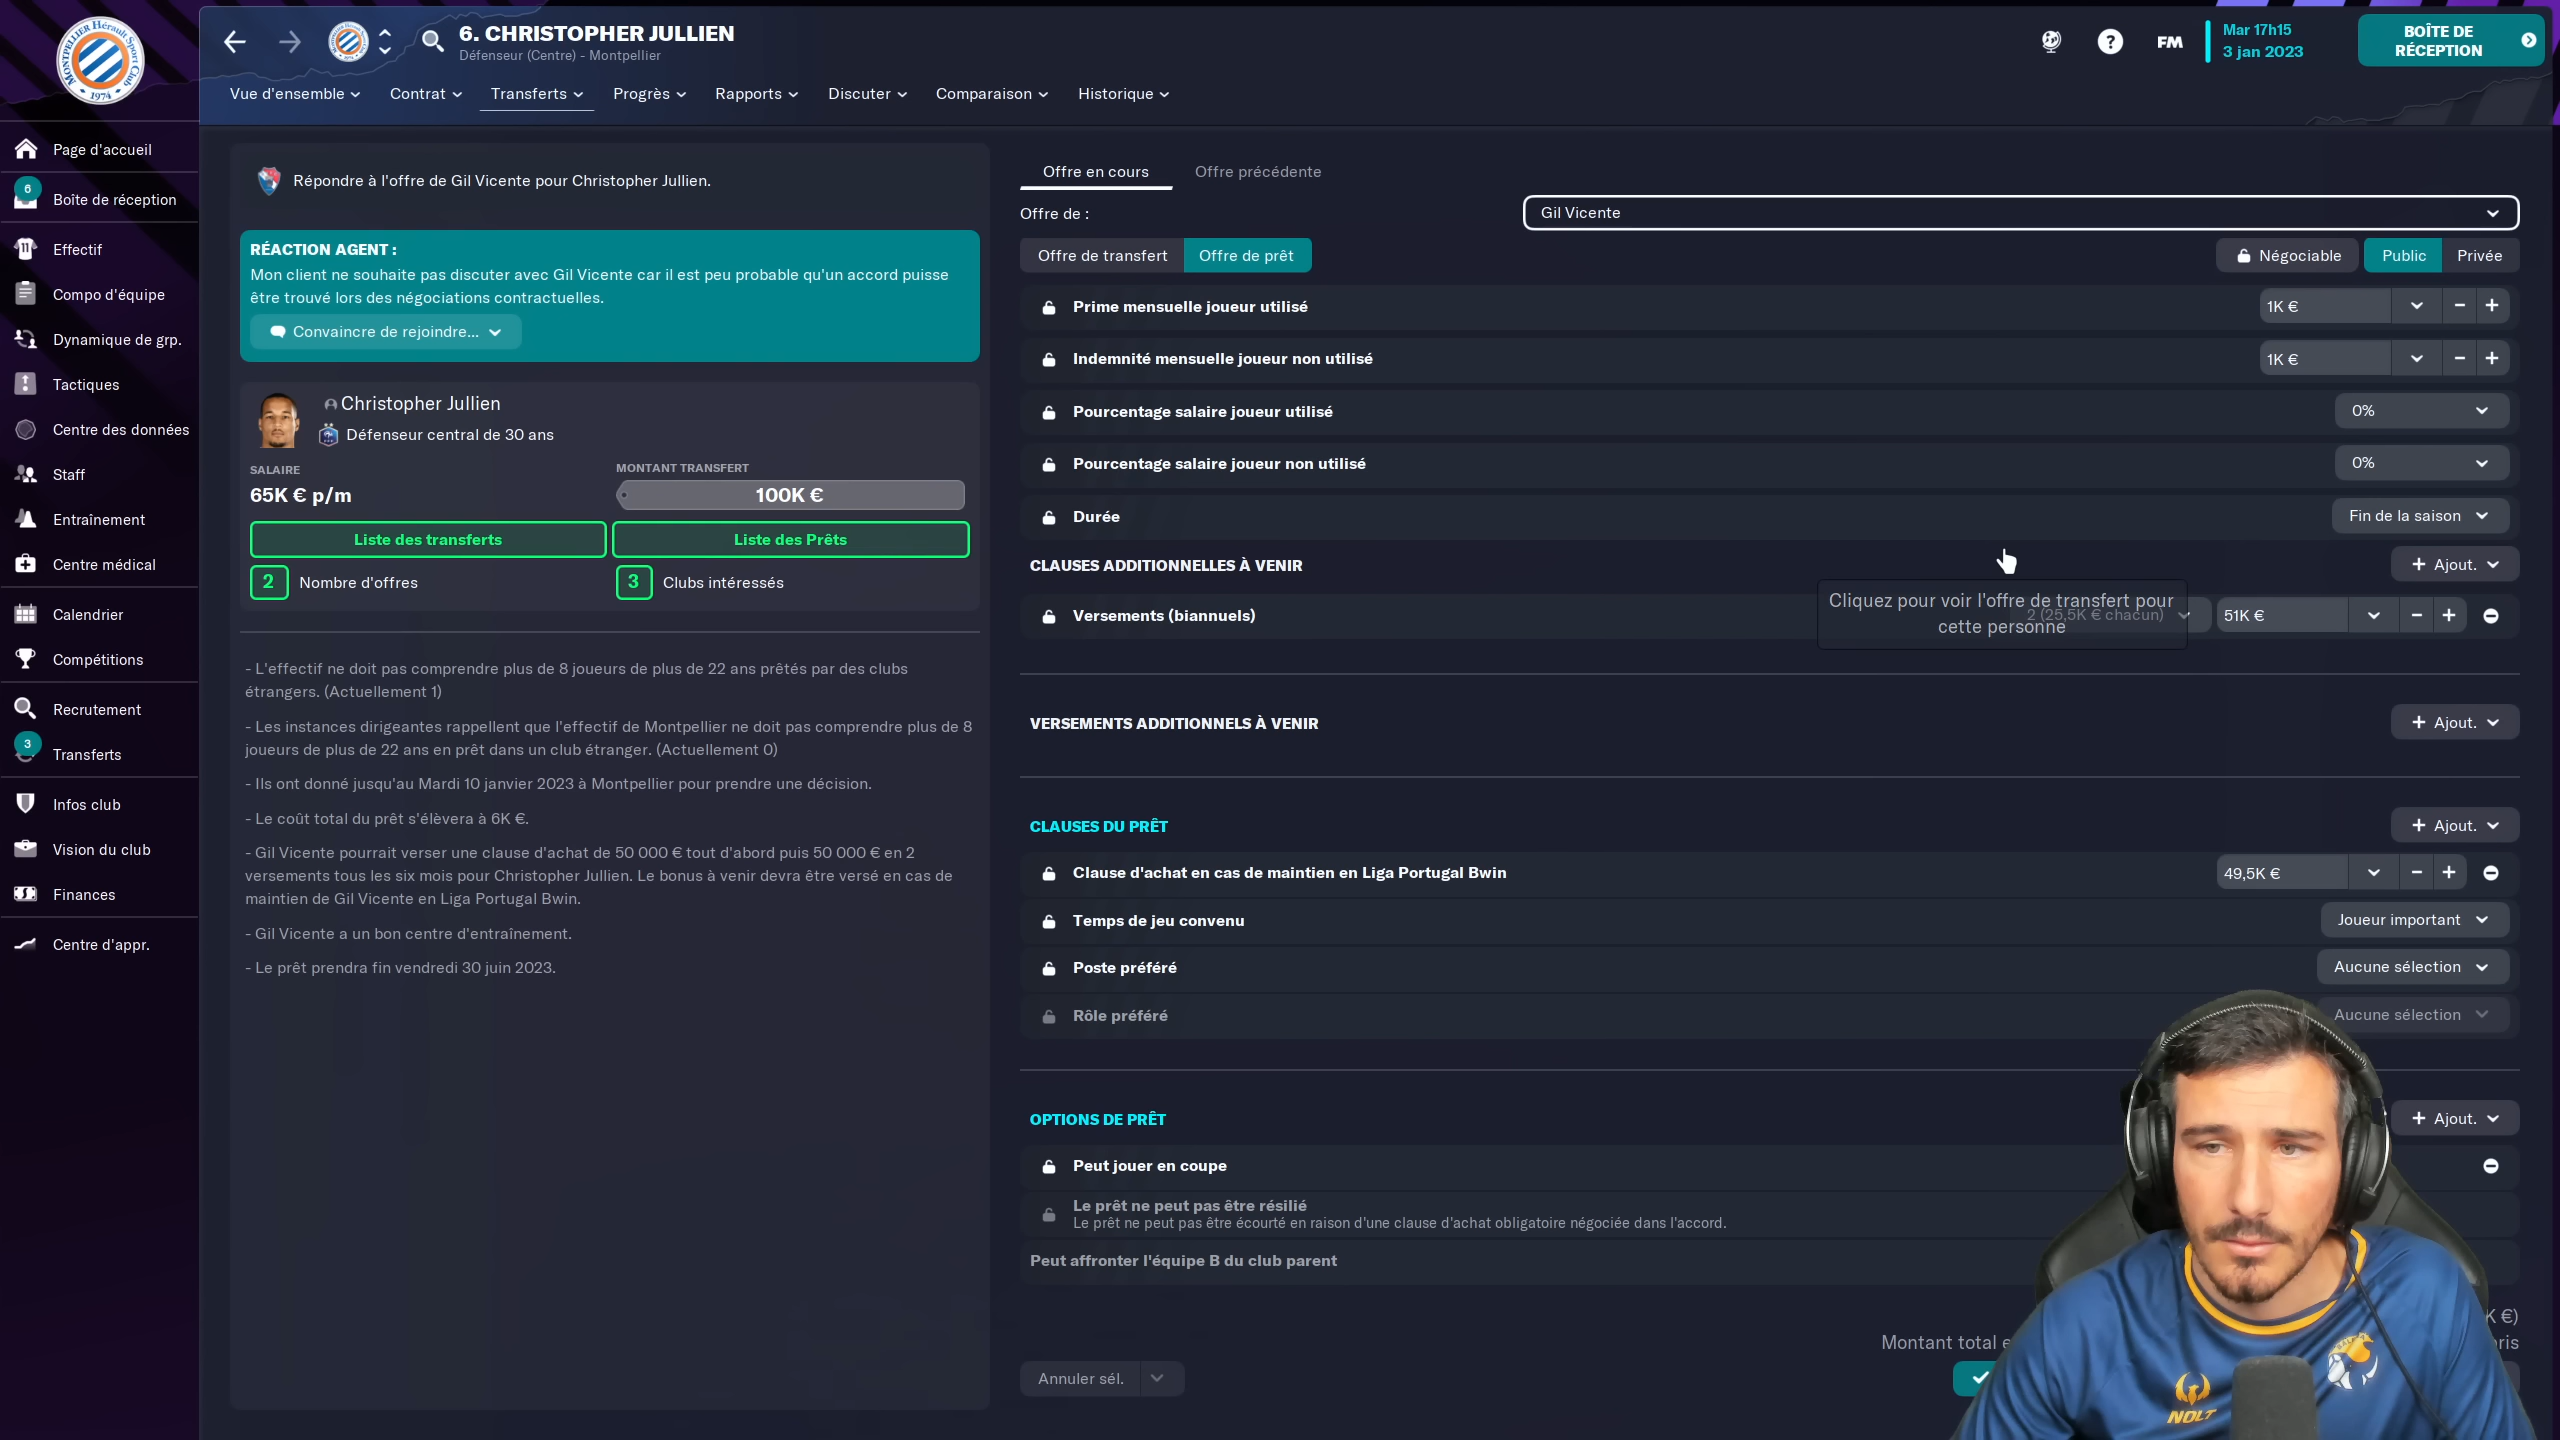 MONTPELLIER Hérault Sport Club
1974
6. CHRISTOPHER JULLIEN
Défenseur (Centre) - Montpellier
FM
Mar 17h15
3 jan 2023
BOÎTE DE
RÉCEPTION
Vue d'ensemble
Contrat
Transferts
Progrès
Rapports
Discuter
Comparaison
Historique
Page d'accueil
6
Boîte de réception
Effectif
Compo d'équipe
Dynamique de grp.
Tactiques
Centre des données
Staff
Entraînement
Centre médical
Calendrier
Compétitions
Recrutement
3
Transferts
Infos club
Vision du club
Finances
Centre d'appr.
Répondre à l'offre de Gil Vicente pour Christopher Jullien.
RÉACTION AGENT :
Mon client ne souhaite pas discuter avec Gil Vicente car il est peu probable qu'un accord puisse
être trouvé lors des négociations contractuelles.
Convaincre de rejoindre...
Christopher Jullien
Défenseur central de 30 ans
SALAIRE
65K € p/m
MONTANT TRANSFERT
100K €
Liste des transferts
Liste des Prêts
2 Nombre d'offres
3 Clubs intéressés
- L'effectif ne doit pas comprendre plus de 8 joueurs de plus de 22 ans prêtés par des clubs
étrangers. (Actuellement 1)
- Les instances dirigeantes rappellent que l'effectif de Montpellier ne doit pas comprendre plus de 8
joueurs de plus de 22 ans en prêt dans un club étranger. (Actuellement 0)
- Ils ont donné jusqu'au Mardi 10 janvier 2023 à Montpellier pour prendre une décision.
- Le coût total du prêt s'élèvera à 6K €.
- Gil Vicente pourrait verser une clause d'achat de 50 000 € tout d'abord puis 50 000 € en 2
versements tous les six mois pour Christopher Jullien. Le bonus à venir devra être versé en cas de
maintien de Gil Vicente en Liga Portugal Bwin.
- Gil Vicente a un bon centre d'entraînement.
- Le prêt prendra fin vendredi 30 juin 2023.
Offre en cours
Offre précédente
Offre de :
Gil Vicente
Offre de transfert
Offre de prêt
Négociable
Public
Privée
Prime mensuelle joueur utilisé
1K €
Indemnité mensuelle joueur non utilisé
1K €
Pourcentage salaire joueur utilisé
0%
Pourcentage salaire joueur non utilisé
0%
Durée
Fin de la saison
CLAUSES ADDITIONNELLES À VENIR
+ Ajout.
Versements (biannuels)
2 (25,5K € chacun)
51K €
Cliquez pour voir l'offre de transfert pour
cette personne
VERSEMENTS ADDITIONNELS À VENIR
+ Ajout.
CLAUSES DU PRÊT
+ Ajout.
Clause d'achat en cas de maintien en Liga Portugal Bwin
49,5K €
Temps de jeu convenu
Joueur important
Poste préféré
Aucune sélection
Rôle préféré
Aucune sélection
OPTIONS DE PRÊT
+ Ajout.
Peut jouer en coupe
Le prêt ne peut pas être résilié
Le prêt ne peut pas être écourté en raison d'une clause d'achat obligatoire négociée dans l'accord.
Peut affronter l'équipe B du club parent
K €)
Montant total
Annuler sél.
NOLT